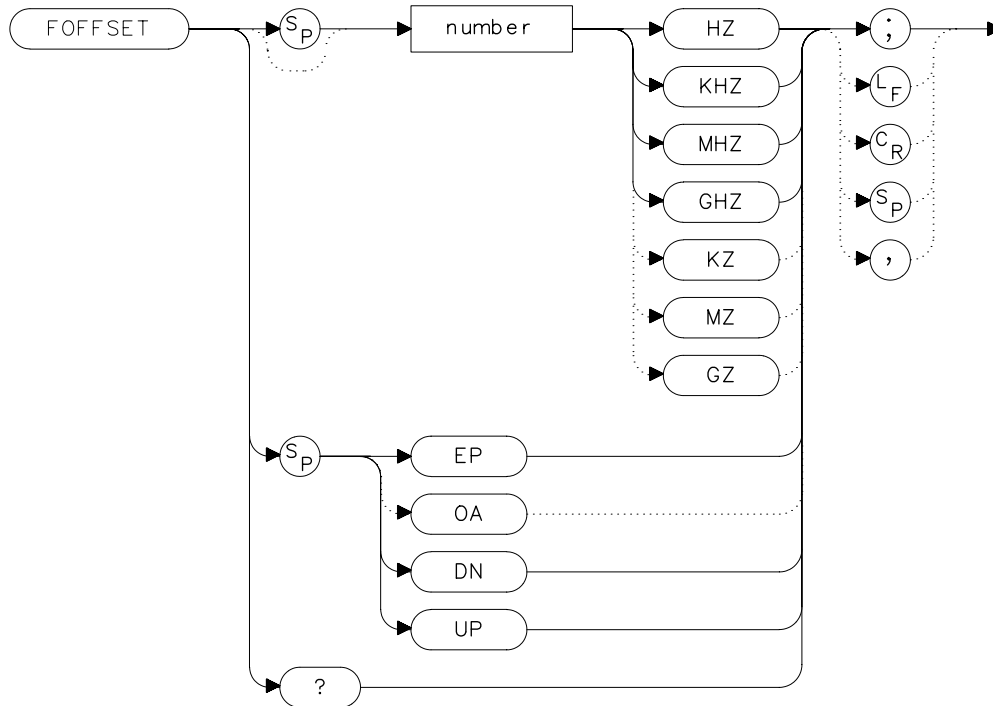 FOFFSET SP number HZ ;
KHZ LF
MHZ CR
GHZ SP
KZ ,
MZ
GZ
SP EP
OA
DN
UP
?